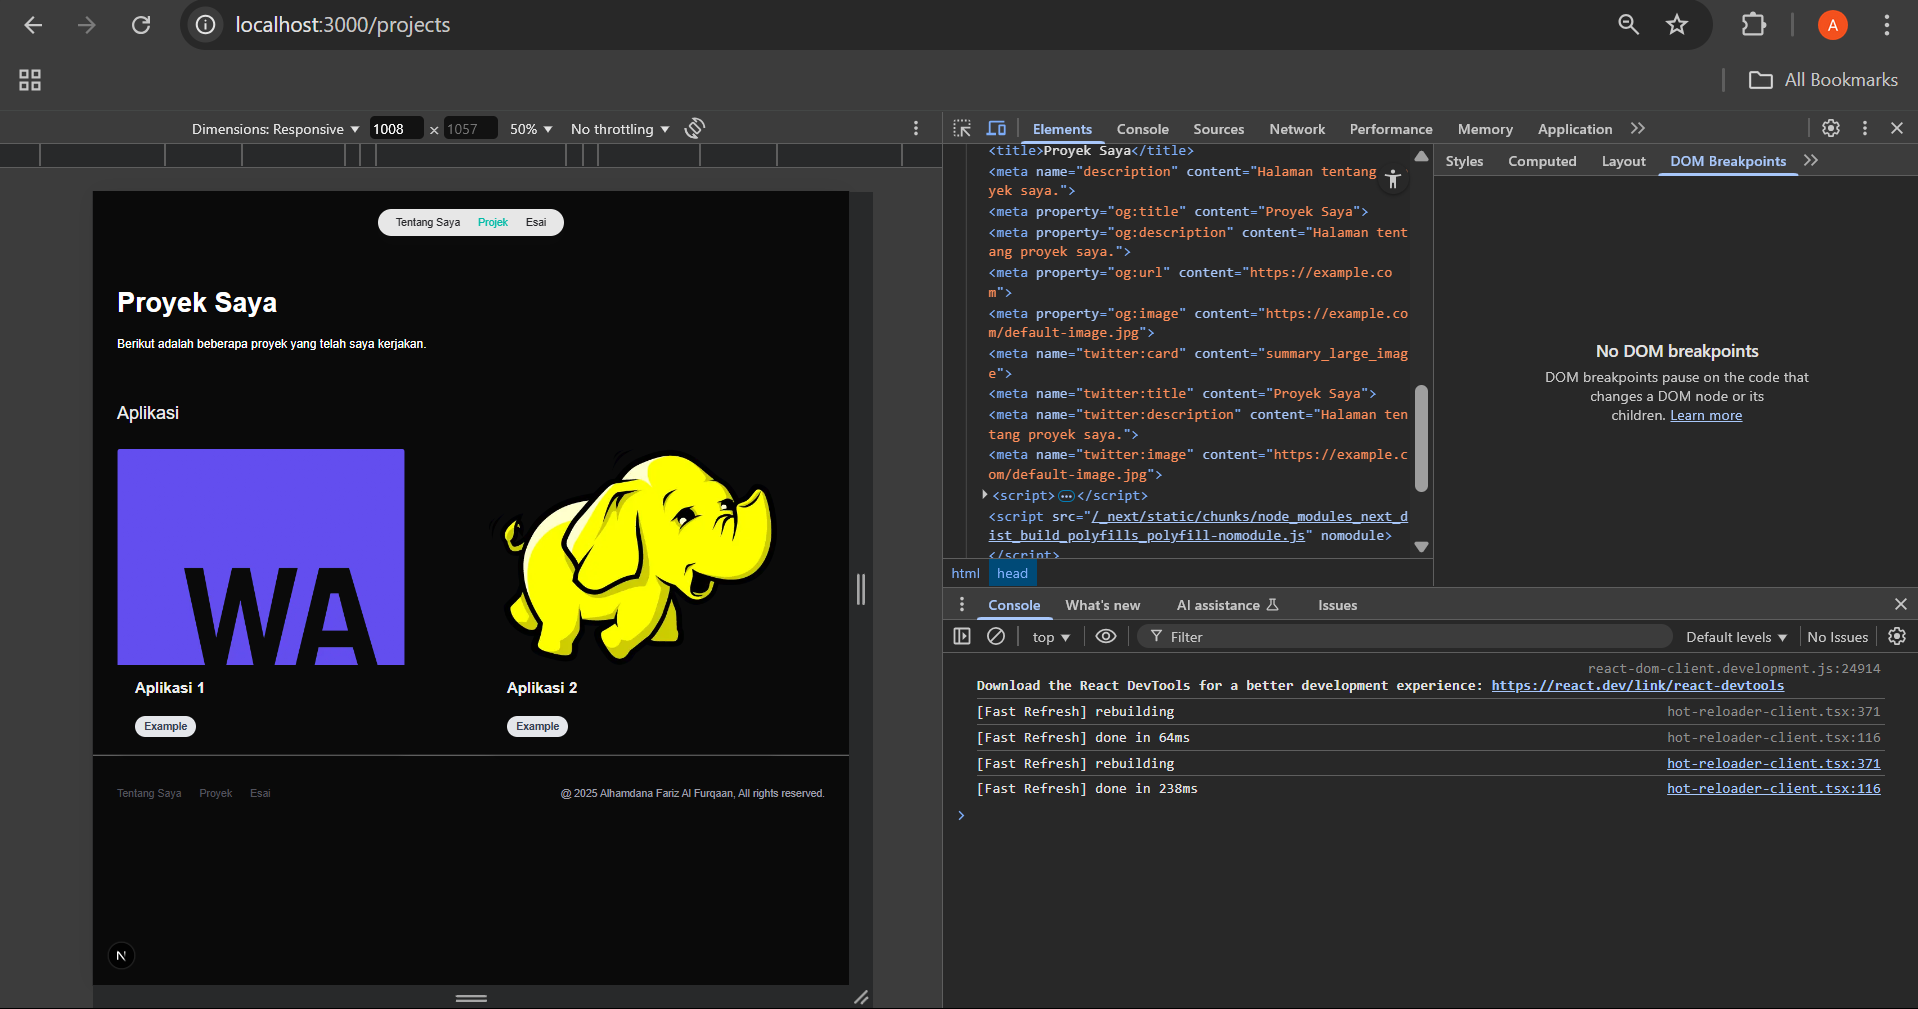 localhost:3000/projects
A
All Bookmarks
Dimensions: Responsive 1008 × 1057 50% No throttling
Elements Console Sources Network Performance Memory Application
Tentang Saya Projek Esai
Proyek Saya
Berikut adalah beberapa proyek yang telah saya kerjakan.
Aplikasi
WA
Aplikasi 1
Aplikasi 2
Example
Example
Tentang Saya Proyek Esai
@ 2025 Alhamdana Fariz Al Furqaan, All rights reserved.
N
<title>Proyek Saya</title>
<meta name="description" content="Halaman tentang
yek saya.">
<meta property="og:title" content="Proyek Saya">
<meta property="og:description" content="Halaman tent
ang proyek saya.">
<meta property="og:url" content="https://example.co
m">
<meta property="og:image" content="https://example.co
m/default-image.jpg">
<meta name="twitter:card" content="summary_large_imag
e">
<meta name="twitter:title" content="Proyek Saya">
<meta name="twitter:description" content="Halaman ten
tang proyek saya.">
<meta name="twitter:image" content="https://example.c
om/default-image.jpg">
<script>…</script>
<script src="/_next/static/chunks/node_modules_next_d
ist_build_polyfills_polyfill-nomodule.js" nomodule>
</script>
html head
Styles Computed Layout DOM Breakpoints
No DOM breakpoints
DOM breakpoints pause on the code that
changes a DOM node or its
children. Learn more
Console What's new AI assistance Issues
top Filter Default levels No Issues
react-dom-client.development.js:24914
Download the React DevTools for a better development experience: https://react.dev/link/react-devtools
[Fast Refresh] rebuilding hot-reloader-client.tsx:371
[Fast Refresh] done in 64ms hot-reloader-client.tsx:116
[Fast Refresh] rebuilding hot-reloader-client.tsx:371
[Fast Refresh] done in 238ms hot-reloader-client.tsx:116